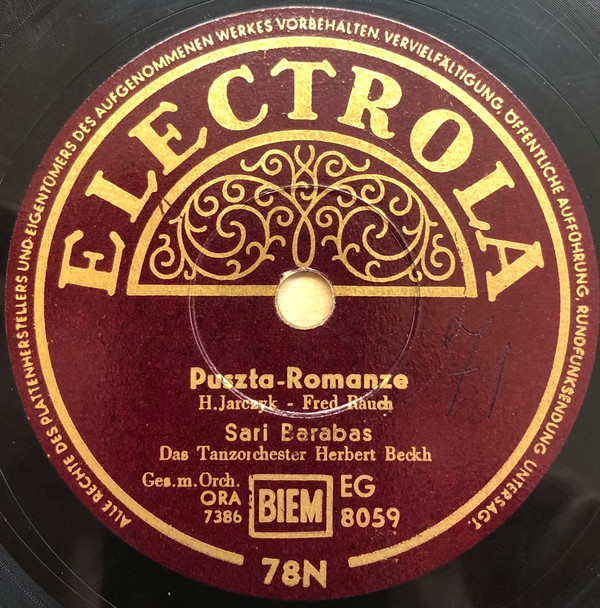 ALLE RECHTE DES PLATTENHERSTELLERS UND EIGENTÜMERS DES AUFGENOMMENEN WERKES VORBEHALTEN. VERVIELFÄLTIGUNG, ÖFFENTLICHE AUFFÜHRUNG, RUNDFUNKSENDUNG UNTERSAGT.
ELECTROLA
Puszta-Romanze
H. Jarczyk - Fred Rauch
Sari Barabas
Das Tanzorchester Herbert Beckh
Ges. m. Orch.
ORA
7386
BIEM
EG
8059
78N